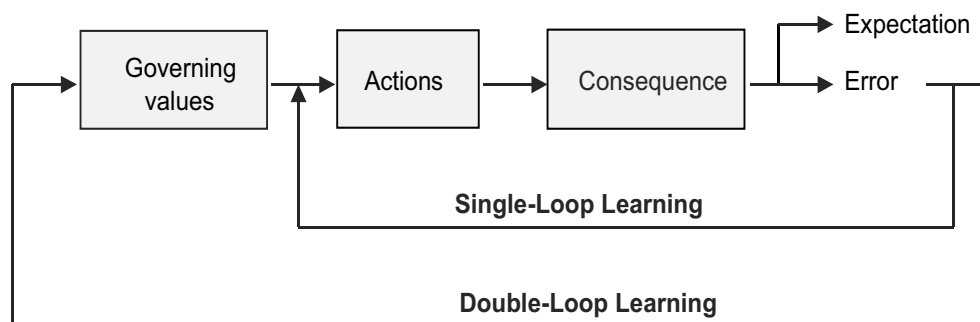 Expectation
Governing
values
Actions
Consequence
Error
Single-Loop Learning
Double-Loop Learning